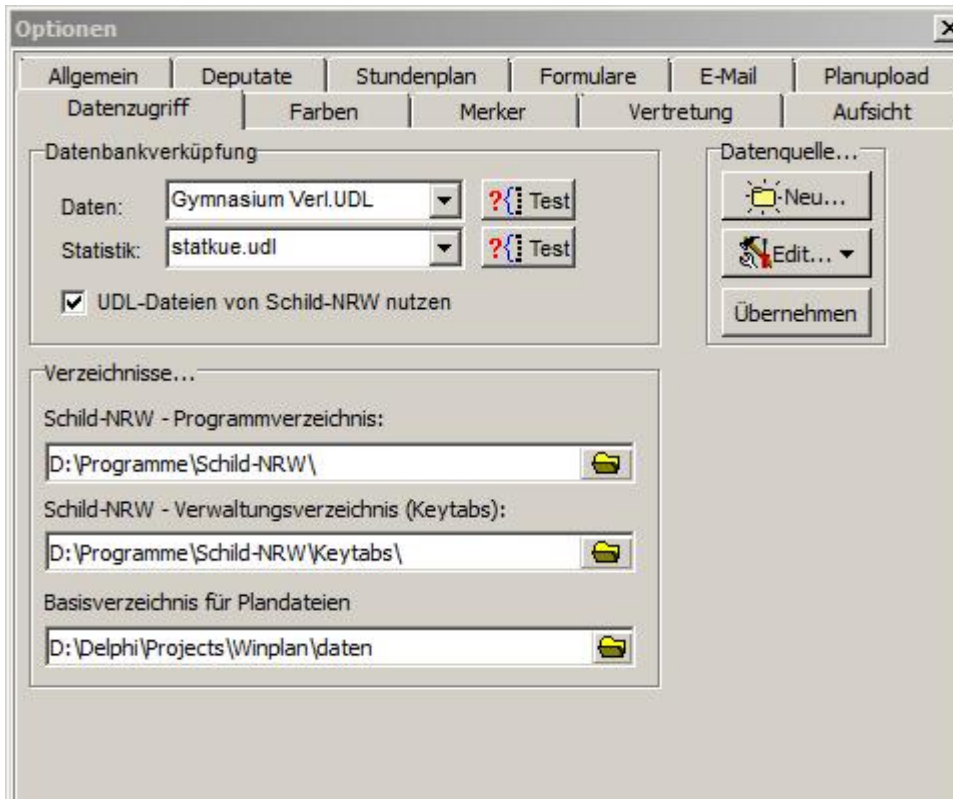 Optionen
Allgemein Deputate Stundenplan Formulare E-Mail Planupload
Datenzugriff Farben Merker Vertretung Aufsicht
Datenbankverküpfung
Daten: Gymnasium Verl.UDL ?{ Test
Statistik: statkue.udl ?{ Test
UDL-Dateien von Schild-NRW nutzen
Datenquelle...
Neu...
Edit...
Übernehmen
Verzeichnisse...
Schild-NRW - Programmverzeichnis:
D:\Programme\Schild-NRW\
Schild-NRW - Verwaltungsverzeichnis (Keytabs):
D:\Programme\Schild-NRW\Keytabs\
Basisverzeichnis für Plandateien
D:\Delphi\Projects\Winplan\daten